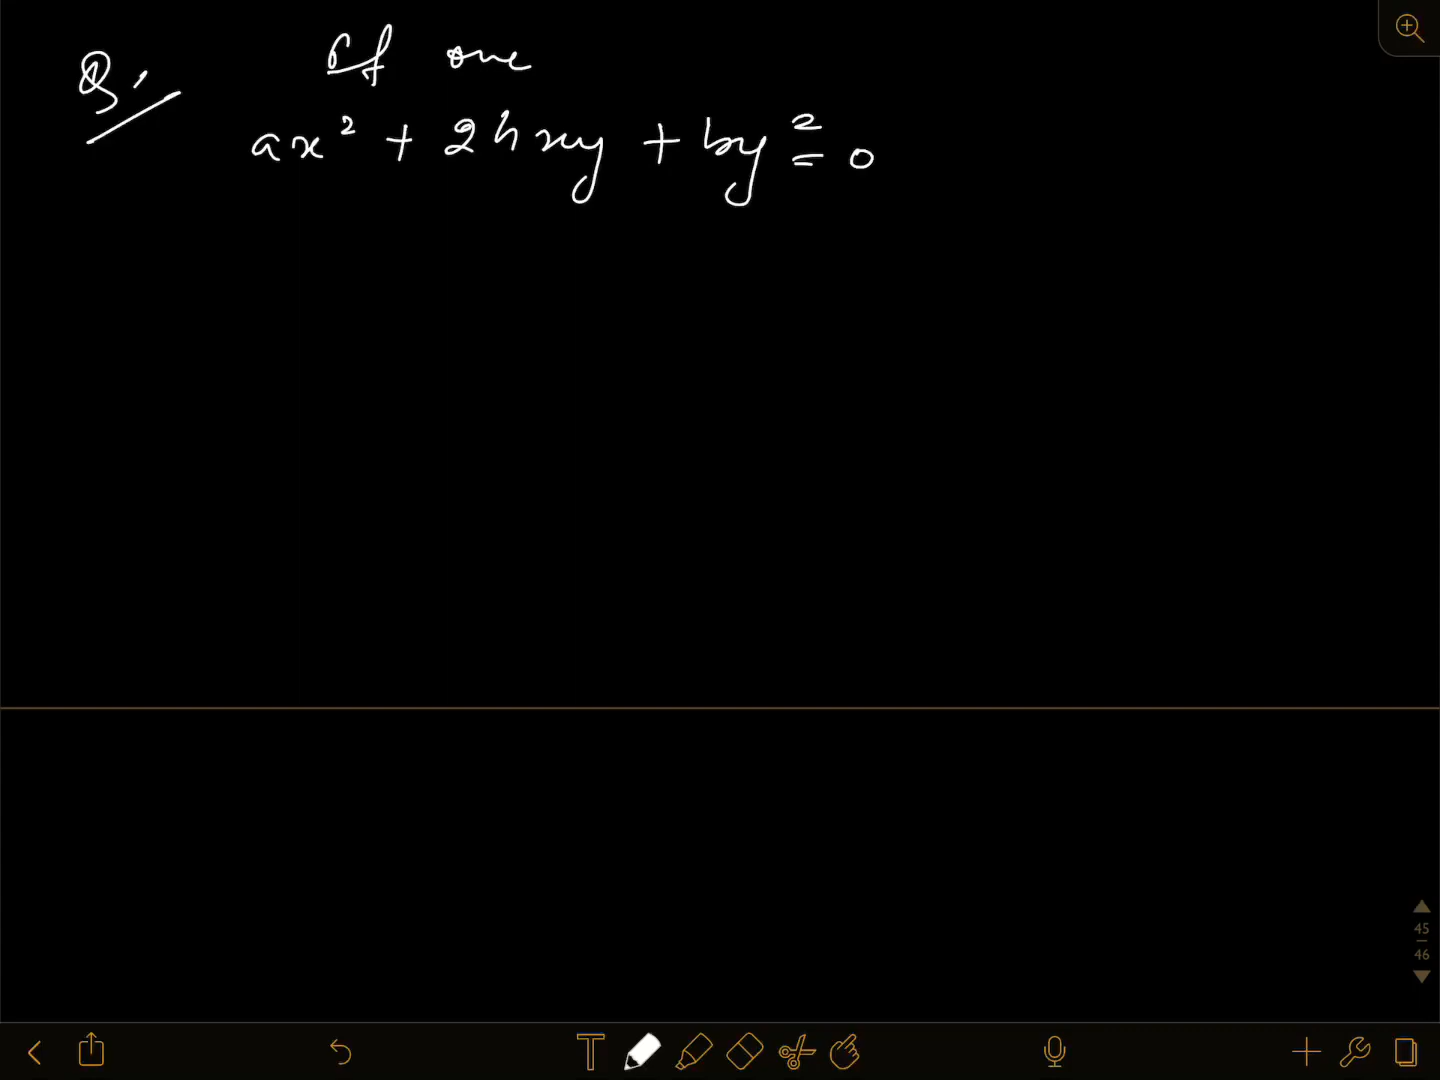 Q.
If one
ax² + 2hxy + by² = 0
45
46